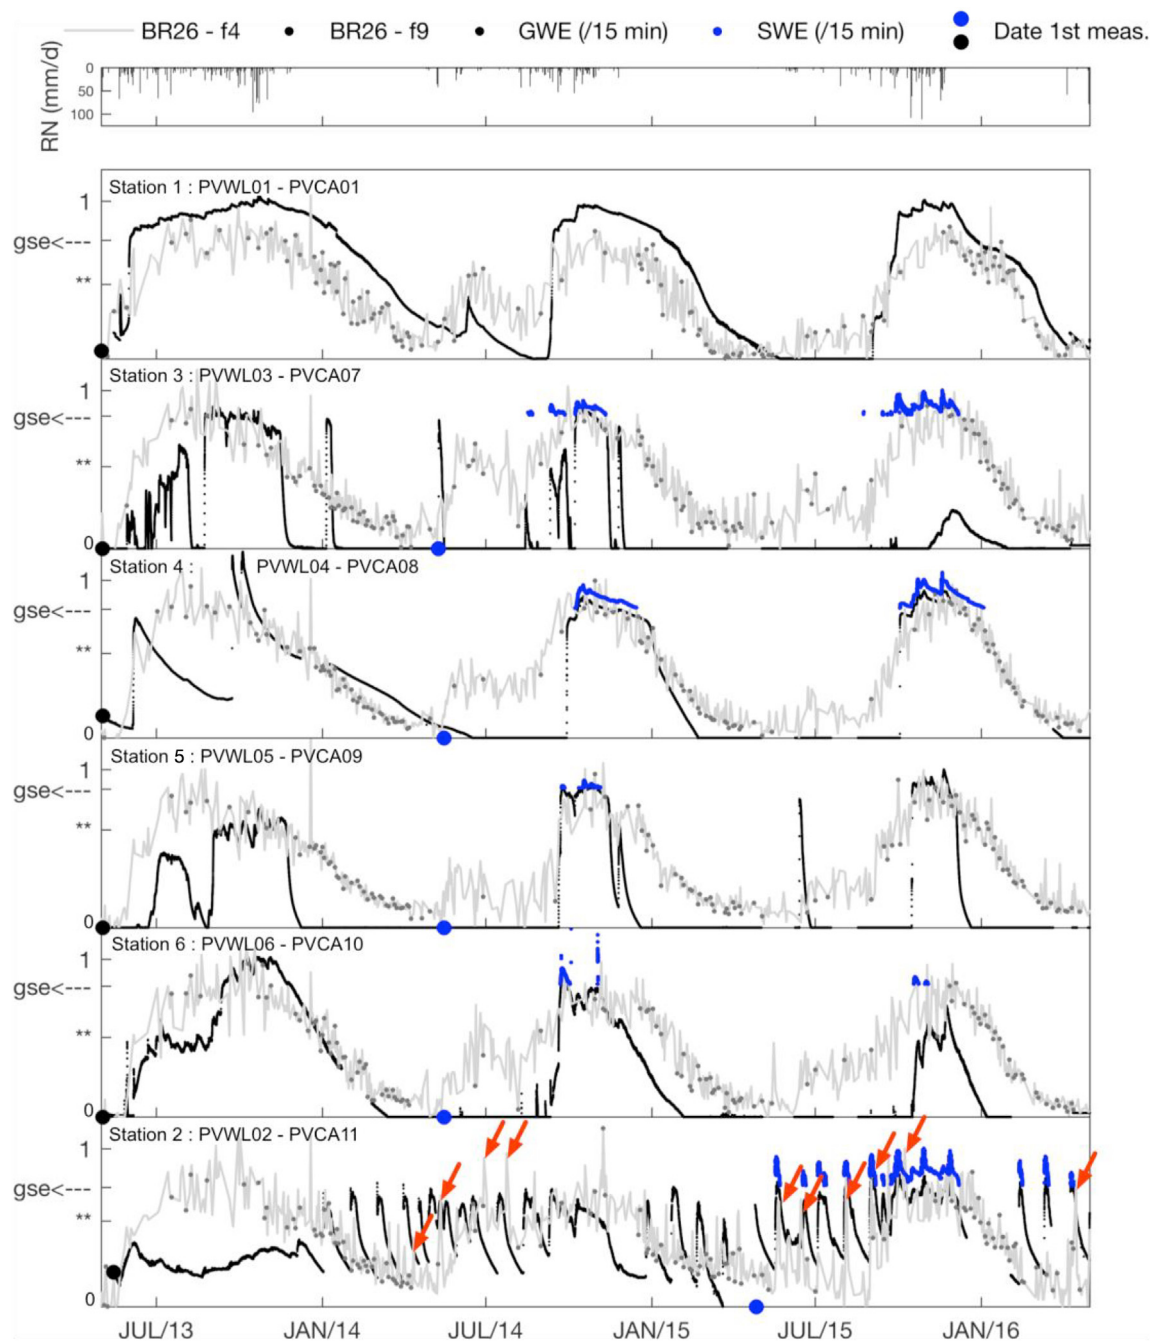 BR26 - f4 BR26 - f9 GWE (/15 min) SWE (/15 min) Date 1st meas.
RN (mm/d)
0
50
100
Station 1 : PVWL01 - PVCA01
1
gse<---
**
Station 3 : PVWL03 - PVCA07
1
gse<---
**
0
Station 4 : PVWL04 - PVCA08
1
gse<---
**
0
Station 5 : PVWL05 - PVCA09
1
gse<---
**
0
Station 6 : PVWL06 - PVCA10
1
gse<---
**
0
Station 2 : PVWL02 - PVCA11
1
gse<---
**
0
JUL/13 JAN/14 JUL/14 JAN/15 JUL/15 JAN/16